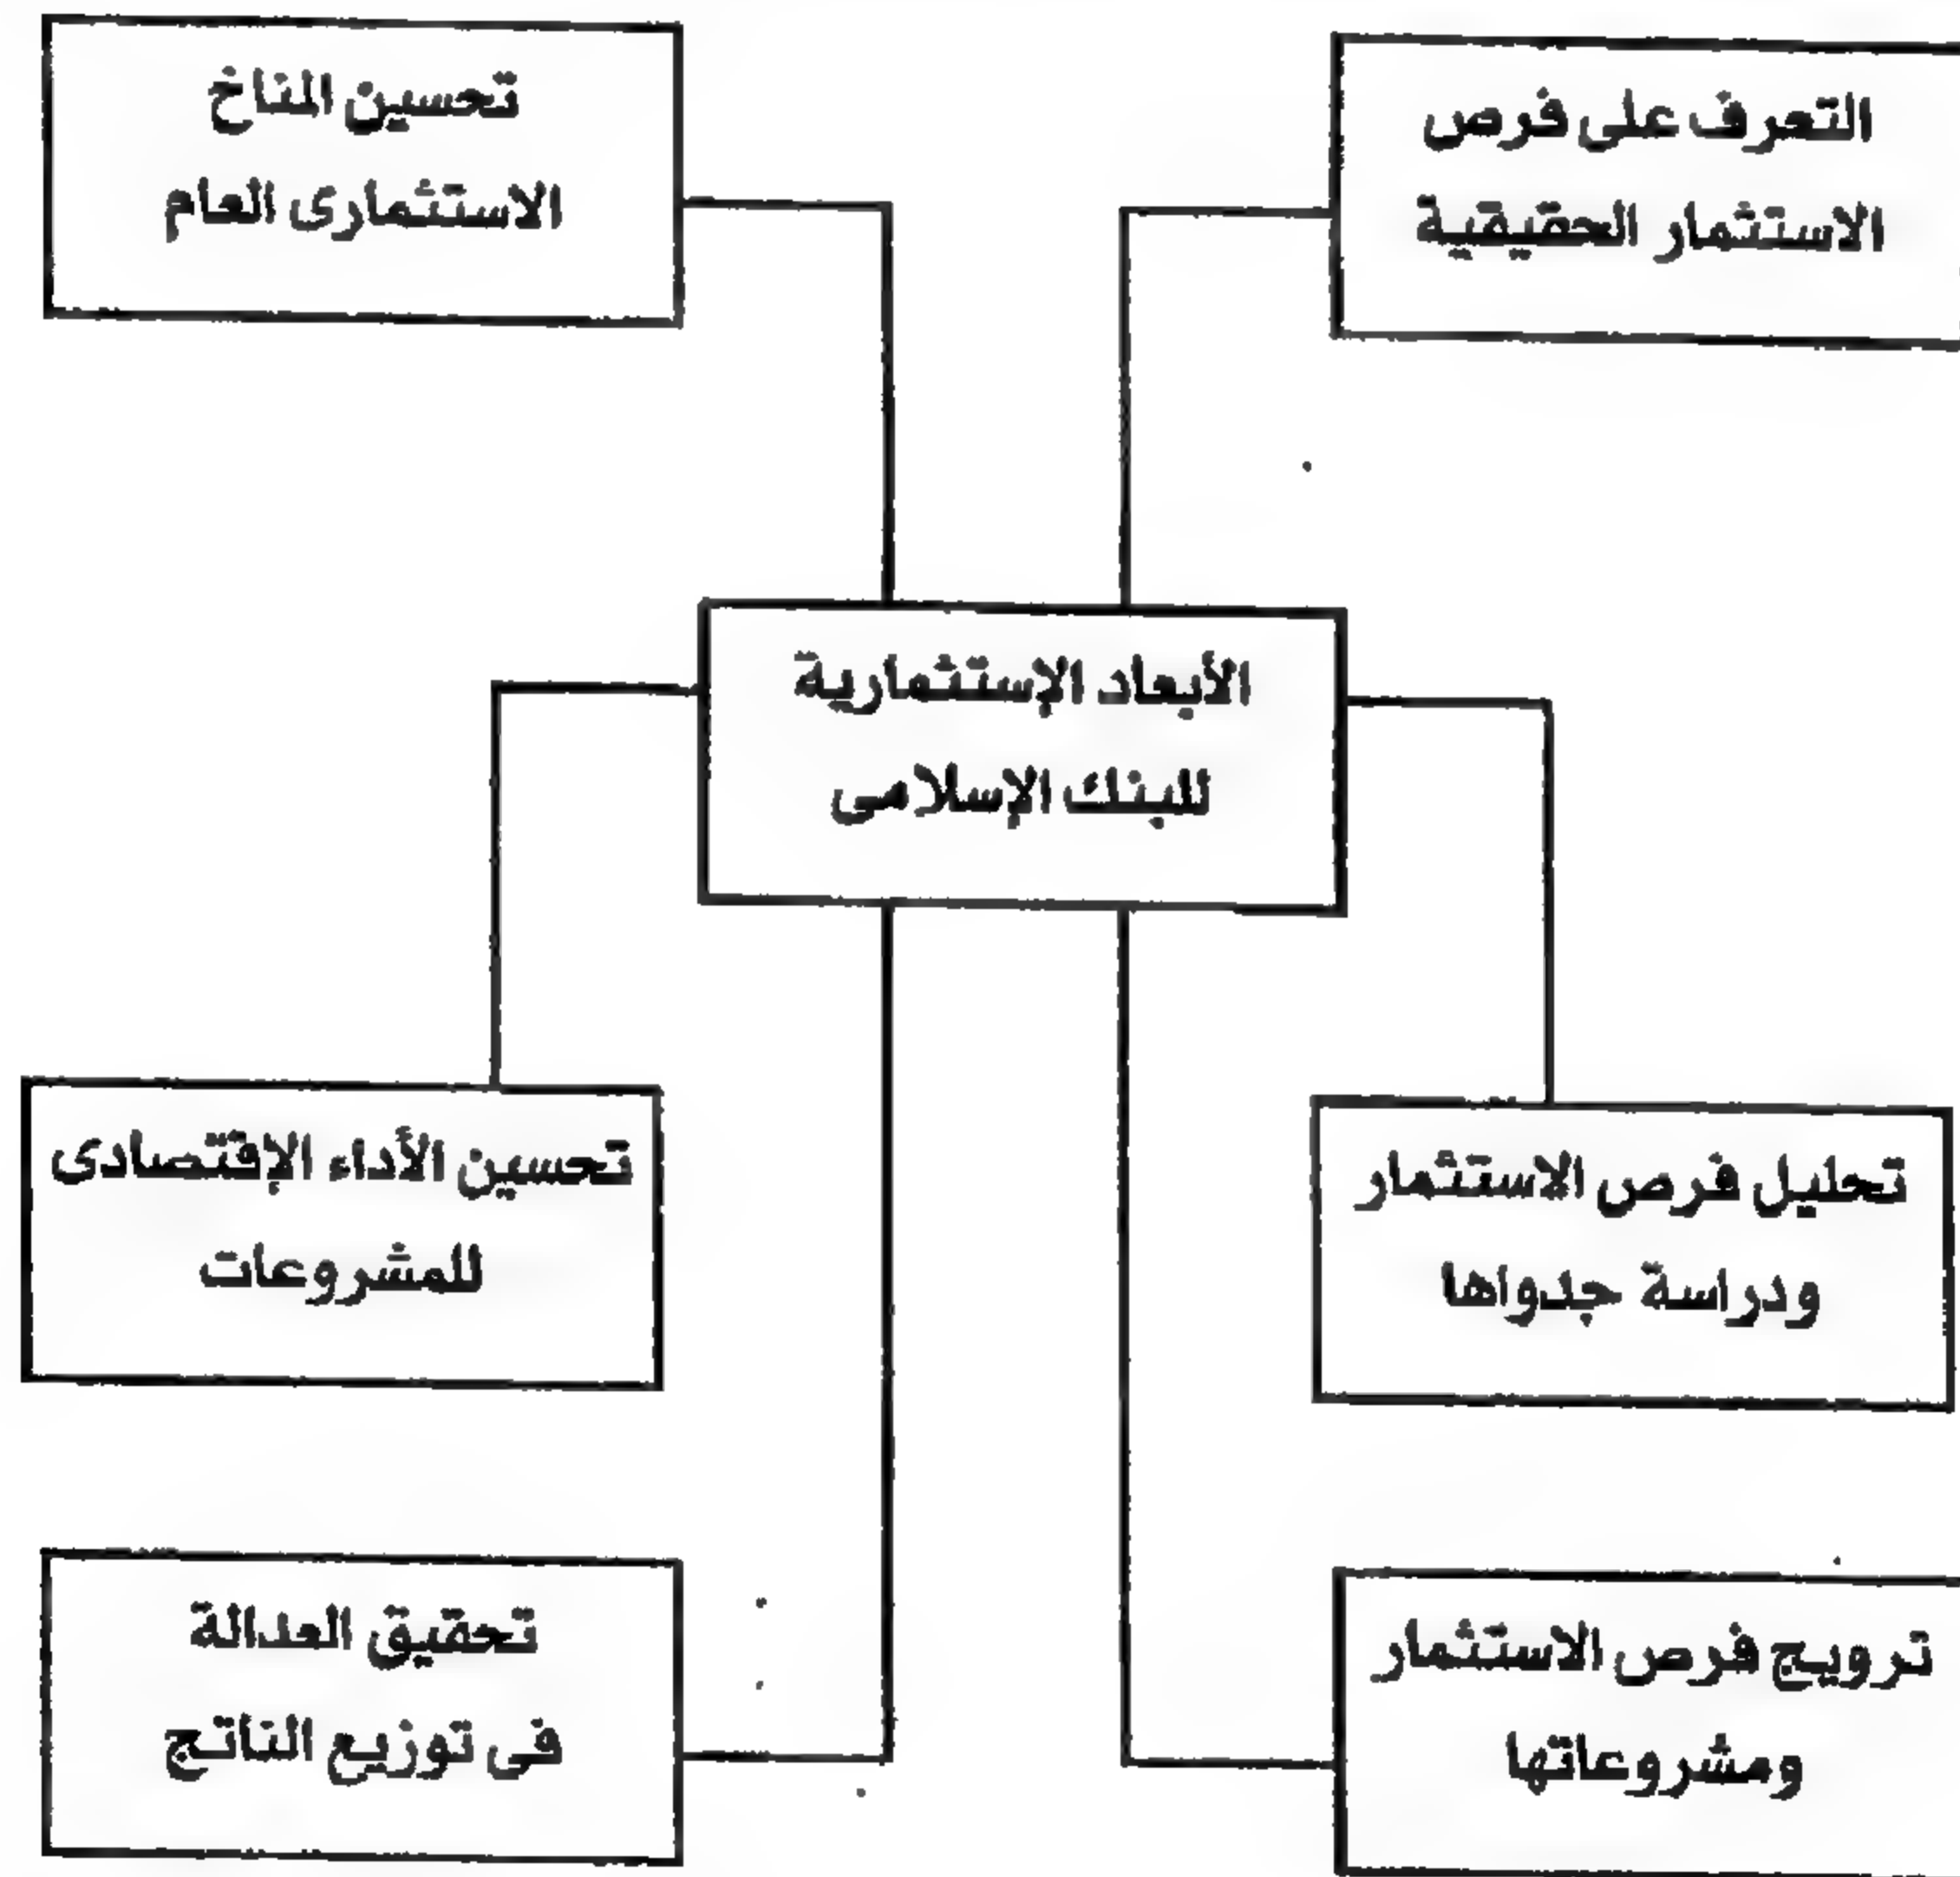 التعرف على فرص
الاستثمار الحقيقية
تحسين المناخ
الاستثمارى العام
الأبعاد الإستثمارية
للبنك الإسلامى
تحليل فرص الاستثمار
ودراسة جدواها
تحسين الأداء الإقتصادى
للمشروعات
ترويج فرص الاستثمار
ومشروعاتها
تحقيق العدالة
فى توزيع الناتج